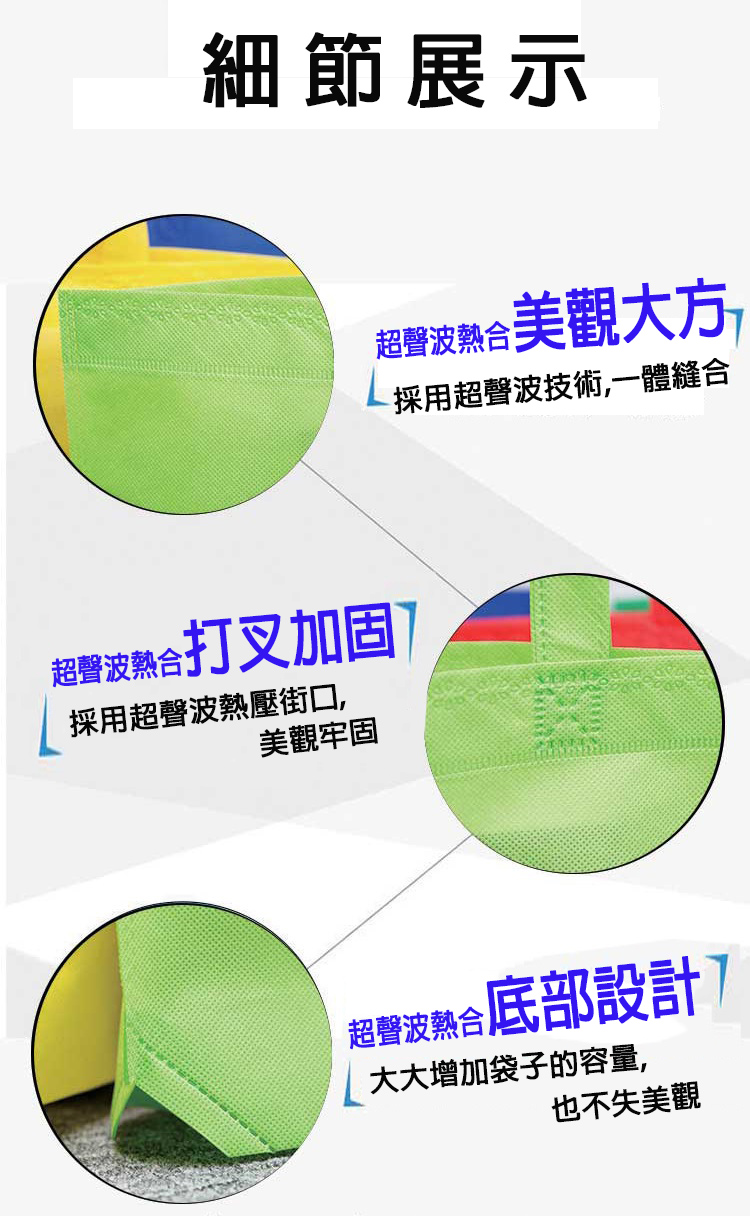 細節展示
超聲波熱合美觀大方
採用超聲波技術,一體縫合
超聲波熱合打叉加固
採用超聲波熱壓街口,
美觀牢固
超聲波熱合底部設計
大大增加袋子的容量,
也不失美觀